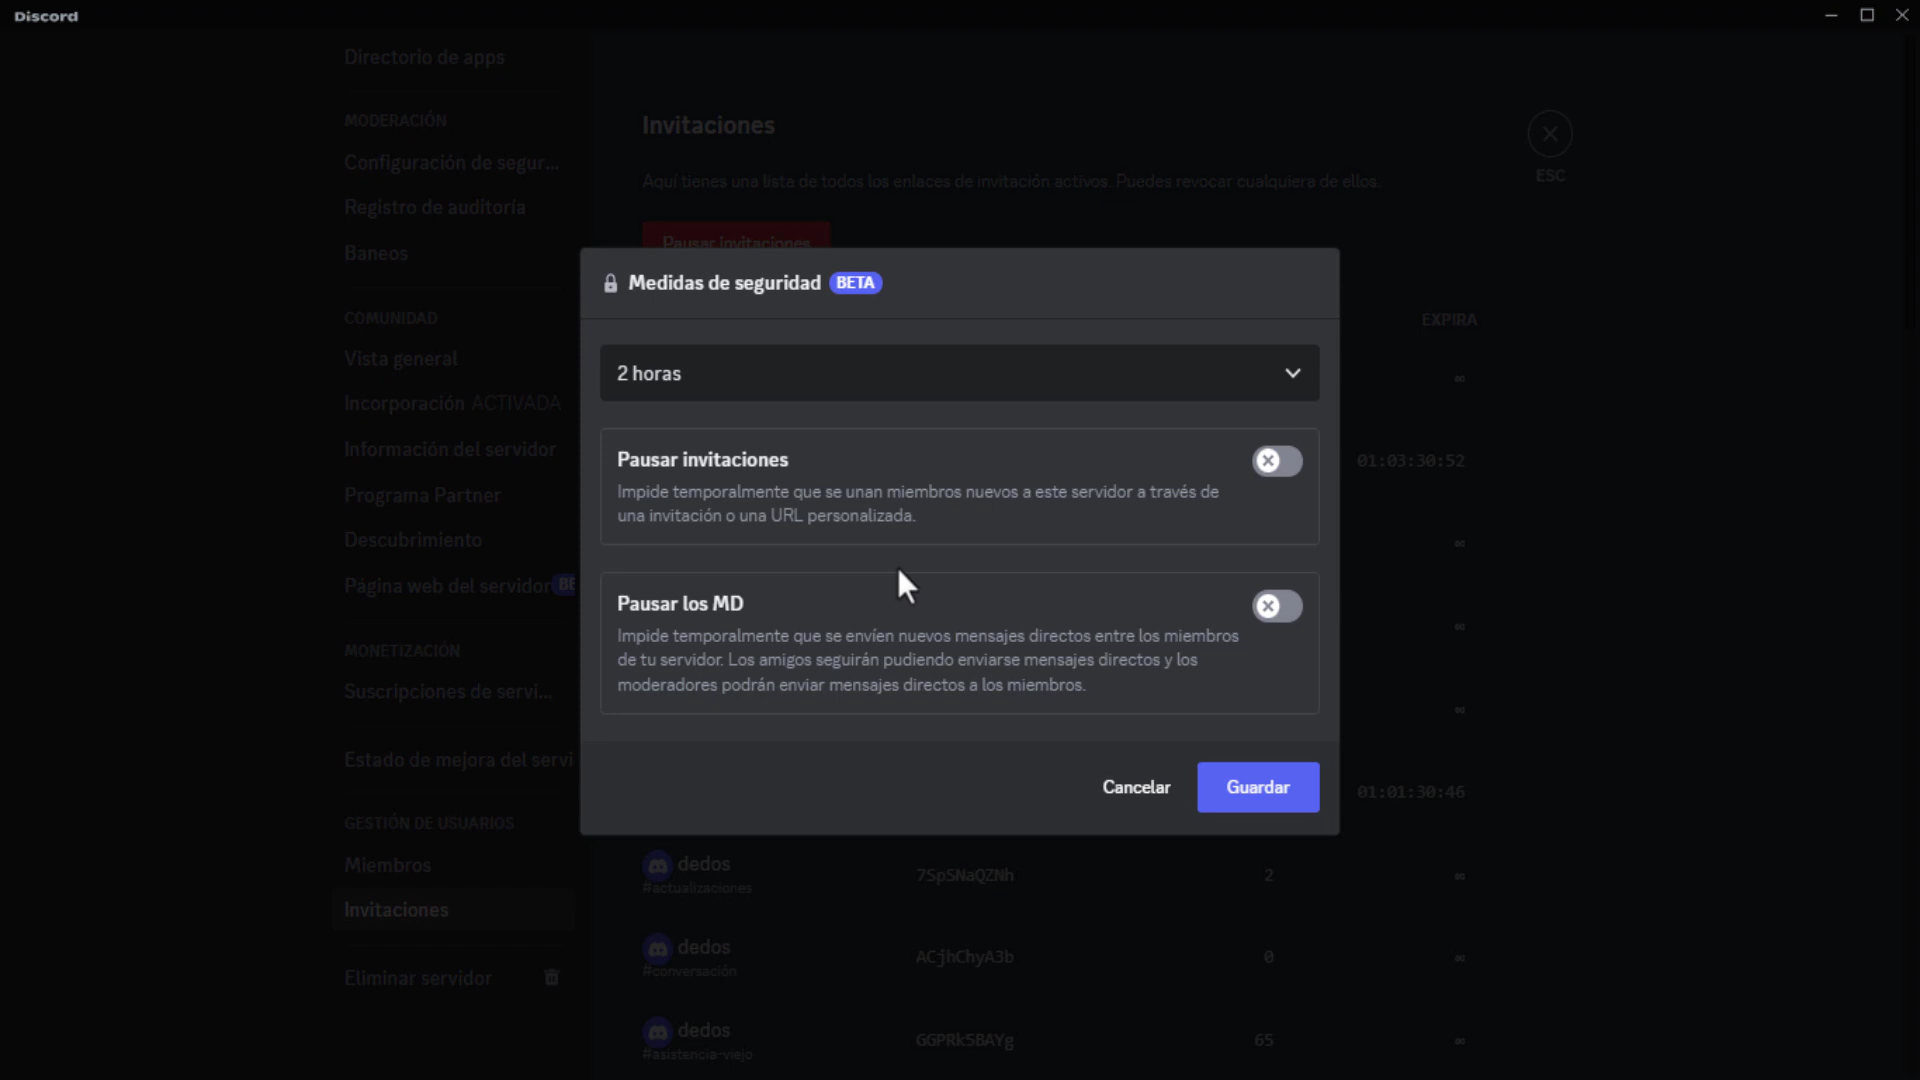 Discord
Directorio de apps
MODERACIÓN
Configuración de segur...
Registro de auditoría
Baneos
COMUNIDAD
Vista general
Incorporación ACTIVADA
Información del servidor
Programa Partner
Descubrimiento
Página web del servidor BE
MONETIZACIÓN
Suscripciones de servi...
Estado de mejora del servi
GESTIÓN DE USUARIOS
Miembros
Invitaciones
Eliminar servidor
Invitaciones
Aquí tienes una lista de todos los enlaces de invitación activos. Puedes revocar cualquiera de ellos.
Pausar invitaciones
ESC
Medidas de seguridad BETA
2 horas
Pausar invitaciones
Impide temporalmente que se unan miembros nuevos a este servidor a través de
una invitación o una URL personalizada.
Pausar los MD
Impide temporalmente que se envíen nuevos mensajes directos entre los miembros
de tu servidor. Los amigos seguirán pudiendo enviarse mensajes directos y los
moderadores podrán enviar mensajes directos a los miembros.
Cancelar Guardar
EXPIRA
∞
01:03:30:52
∞
∞
∞
01:01:30:46
dedos 7SpSNaQZNh 2 ∞
#actualizaciones
dedos ACjhChyA3b 0 ∞
#conversación
dedos GGPRk5BAYg 65 ∞
#asistencia-viejo